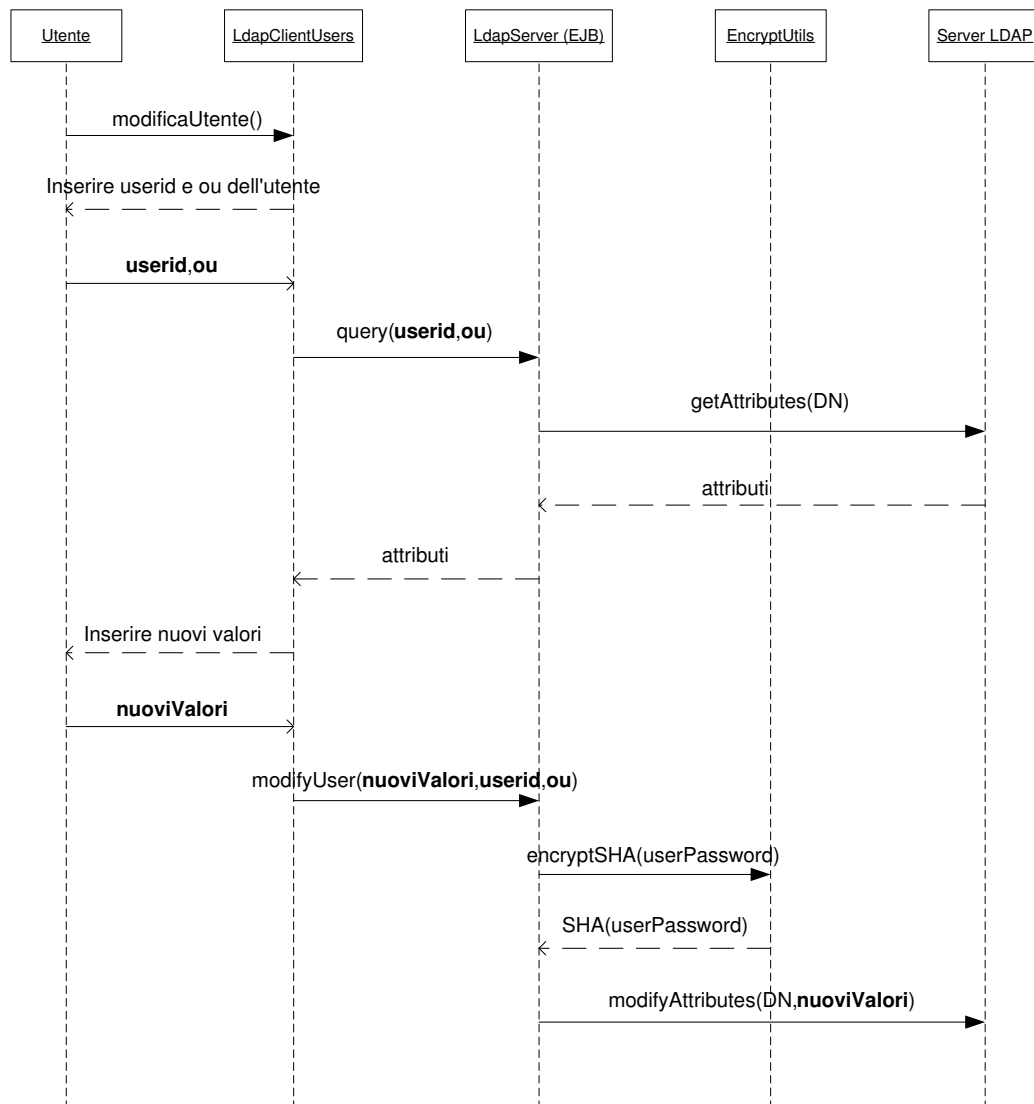 Utente
LdapClientUsers
LdapServer (EJB)
EncryptUtils
Server LDAP
modificaUtente()
Inserire userid e ou dell'utente
userid,ou
query(userid,ou)
getAttributes(DN)
attributi
attributi
Inserire nuovi valori
nuoviValori
modifyUser(nuoviValori,userid,ou)
encryptSHA(userPassword)
SHA(userPassword)
modifyAttributes(DN,nuoviValori)